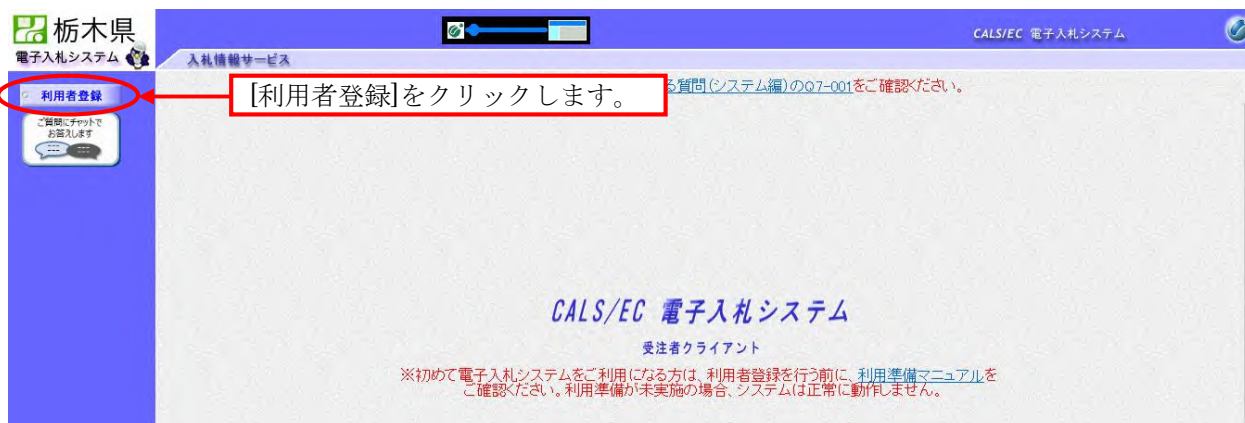 栃木県
電子入札システム
CALS/EC 電子入札システム
入札情報サービス
利用者登録
[利用者登録]をクリックします。
る質問(システム編)のQ7-001をご確認ください。
ご質問にチャットで
お答えします
CALS/EC 電子入札システム
受注者クライアント
※初めて電子入札システムをご利用になる方は、利用者登録を行う前に、利用準備マニュアルを
ご確認ください。利用準備が未実施の場合、システムは正常に動作しません。